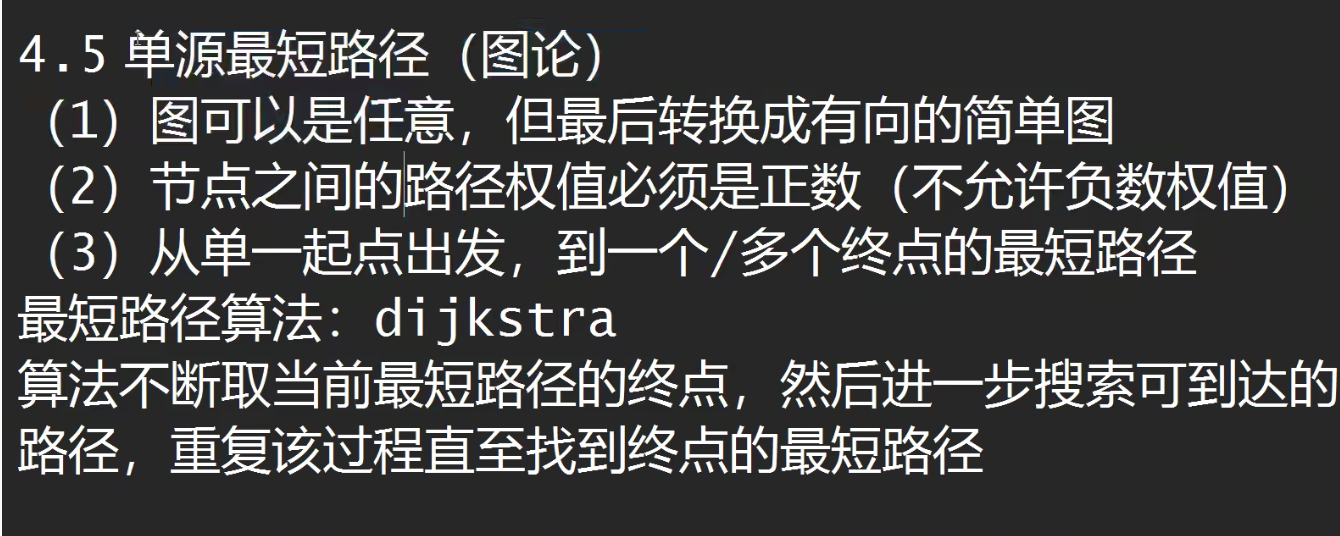 4.5 单源最短路径（图论）
（1）图可以是任意，但最后转换成有向的简单图
（2）节点之间的路径权值必须是正数（不允许负数权值）
（3）从单一起点出发，到一个/多个终点的最短路径
最短路径算法：dijkstra
算法不断取当前最短路径的终点，然后进一步搜索可到达的
路径，重复该过程直至找到终点的最短路径